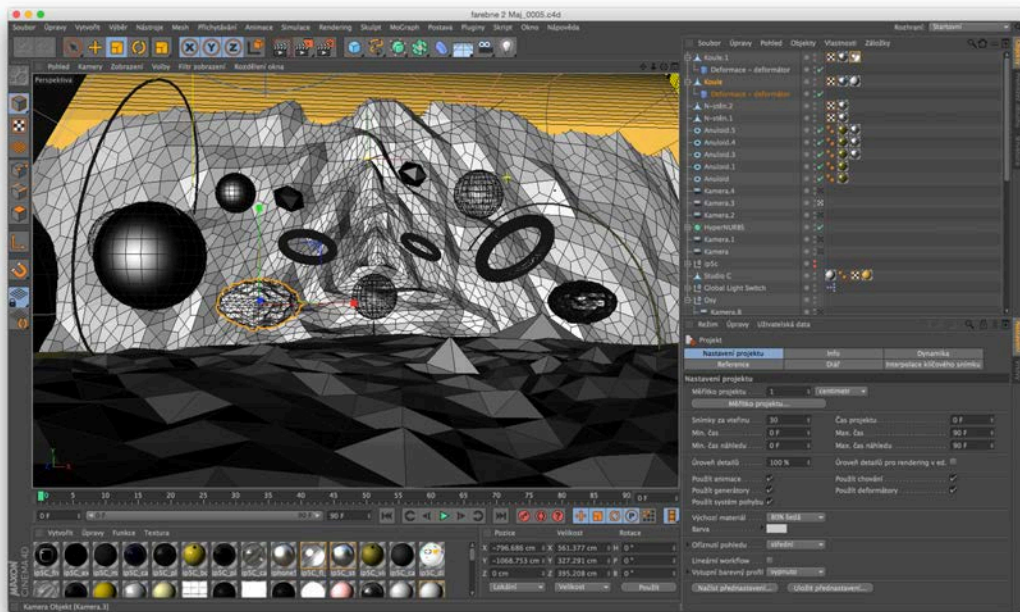 farebne 2 Maj_0005.c4d
Soubor Úpravy Vytvořit Výběr Nástroje Mesh Přichytávání Animace Simulace Rendering Skulpt MoGraph Postava Pluginy Skript Okno Nápověda
Rozhraní Startovní
Pohled Kamery Zobrazení Volby Filtr zobrazení Rozdělení okna
Perspektiva
Soubor Úpravy Pohled Objekty Vlastnosti Záložky
Koule.1
Deformace - deformátor
Koule
Deformace - deformátor
N-stěn.2
N-stěn.1
Anuloid.5
Anuloid.4
Anuloid.3
Anuloid.1
Anuloid
Kamera.4
Kamera.3
Kamera.2
HyperNURBS
Kamera.1
Kamera
ip5c
Studio C
Global Light Switch
Osy
Kamera.8
Režim Úpravy Uživatelská data
Projekt
Nastavení projektu Info Dynamika
Reference Diář Interpolace klíčového snímku
Nastavení projektu
Měřítko projektu 1 centimetr
Měřítko projektu...
Snímky za vteřinu 30 Čas projektu 0 F
Min. čas 0 F Max. čas 90 F
Min. čas náhledu 0 F Max. čas náhledu 90 F
Úroveň detailů 100 % Úroveň detailů pro rendering v ed.
Použít animace Použít chování
Použít generátory Použít deformátory
Použít systém pohybu
Výchozí materiál 80% šedá
Barva
Oříznutí pohledu střední
Lineární workflow
Vstupní barevný profil vypnuto
Načíst přednastavení... Uložit přednastavení...
0 5 10 15 20 25 30 35 40 45 50 55 60 65 70 75 80 85 90 0 F
0 F 0 F 90 F 90 F
Vytvořit Úpravy Funkce Textura
Pozice Velikost Rotace
X -796.686 cm X 561.377 cm H 0 °
Y -1068.753 cm Y 327.291 cm P 0 °
Z 0 cm Z 395.208 cm B 0 °
Lokální Velikost Použít
MAXON CINEMA 4D
Kamera Objekt [Kamera.3]